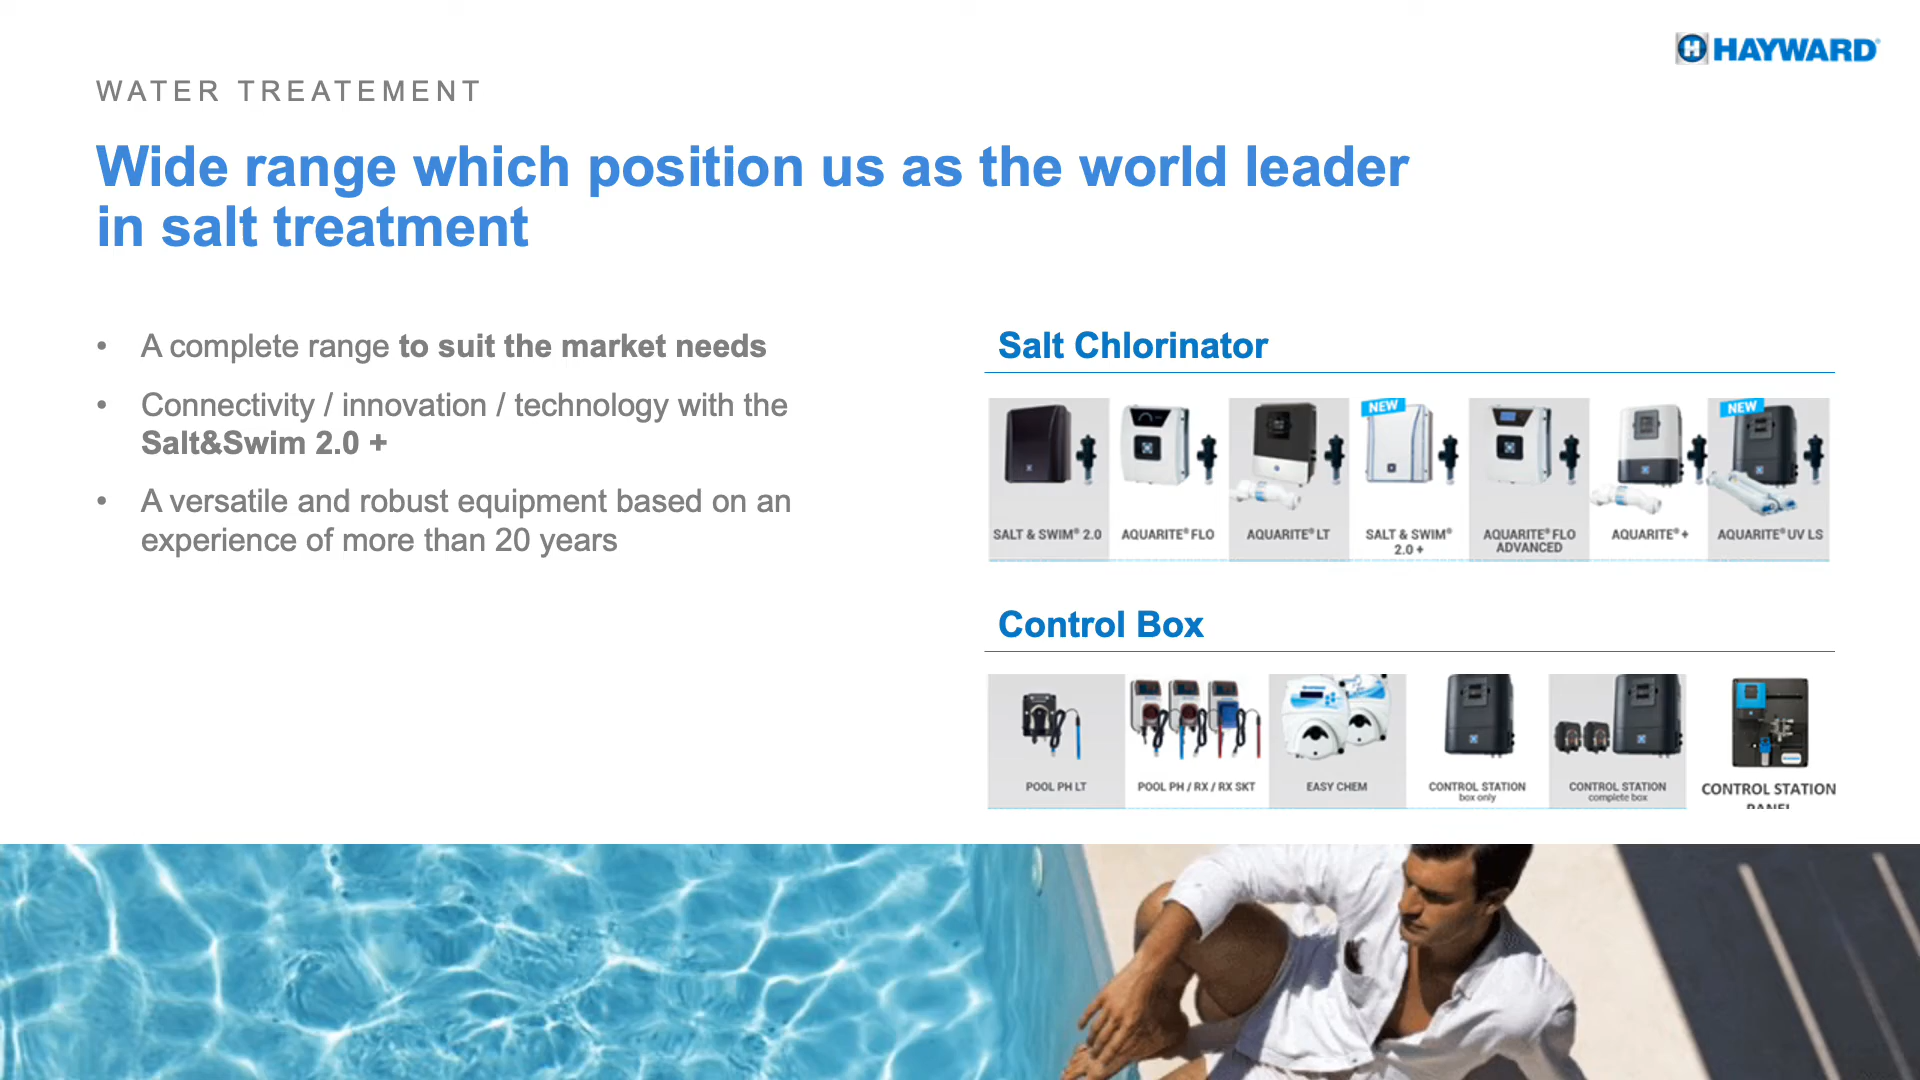 HAYWARD
WATER TREATEMENT
Wide range which position us as the world leader
in salt treatment
• A complete range to suit the market needs
• Connectivity / innovation / technology with the
Salt&Swim 2.0 +
• A versatile and robust equipment based on an
experience of more than 20 years
Salt Chlorinator
NEW
NEW
SALT & SWIM® 2.0
AQUARITE® FLO
AQUARITE® LT
SALT & SWIM®
2.0 +
AQUARITE® FLO
ADVANCED
AQUARITE® +
AQUARITE® UV LS
Control Box
POOL PH LT
POOL PH / RX / RX SKT
EASY CHEM
CONTROL STATION
box only
CONTROL STATION
complete box
CONTROL STATION
PANEL